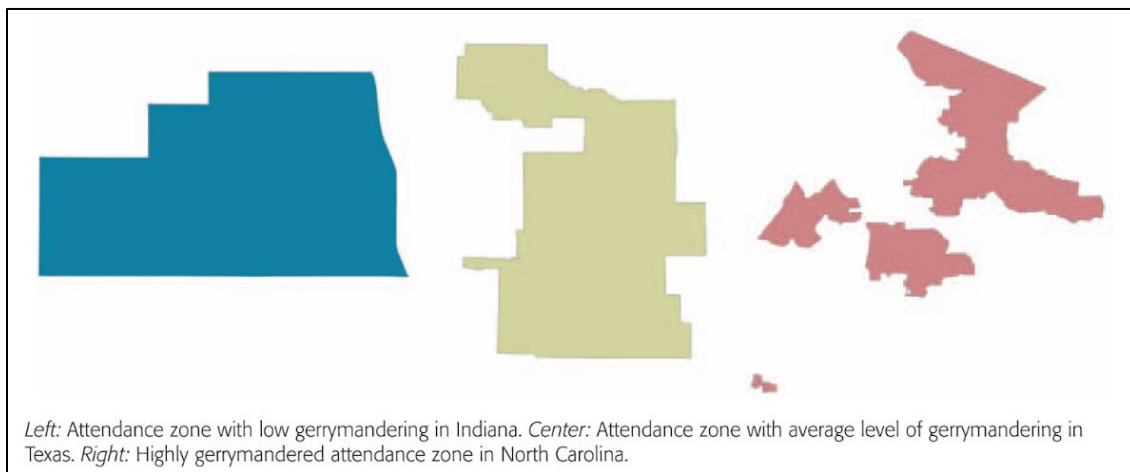 Left: Attendance zone with low gerrymandering in Indiana. Center: Attendance zone with average level of gerrymandering in
Texas. Right: Highly gerrymandered attendance zone in North Carolina.